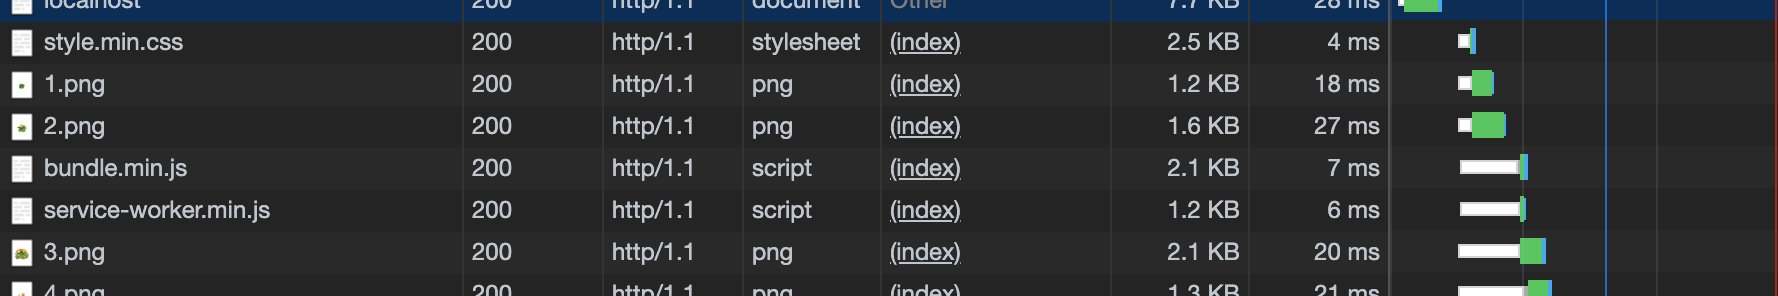 localhost 200 http/1.1 document Other 7.7 KB 28 ms
style.min.css 200 http/1.1 stylesheet (index) 2.5 KB 4 ms
1.png 200 http/1.1 png (index) 1.2 KB 18 ms
2.png 200 http/1.1 png (index) 1.6 KB 27 ms
bundle.min.js 200 http/1.1 script (index) 2.1 KB 7 ms
service-worker.min.js 200 http/1.1 script (index) 1.2 KB 6 ms
3.png 200 http/1.1 png (index) 2.1 KB 20 ms
4.png 200 http/1.1 png (index) 1.3 KB 21 ms